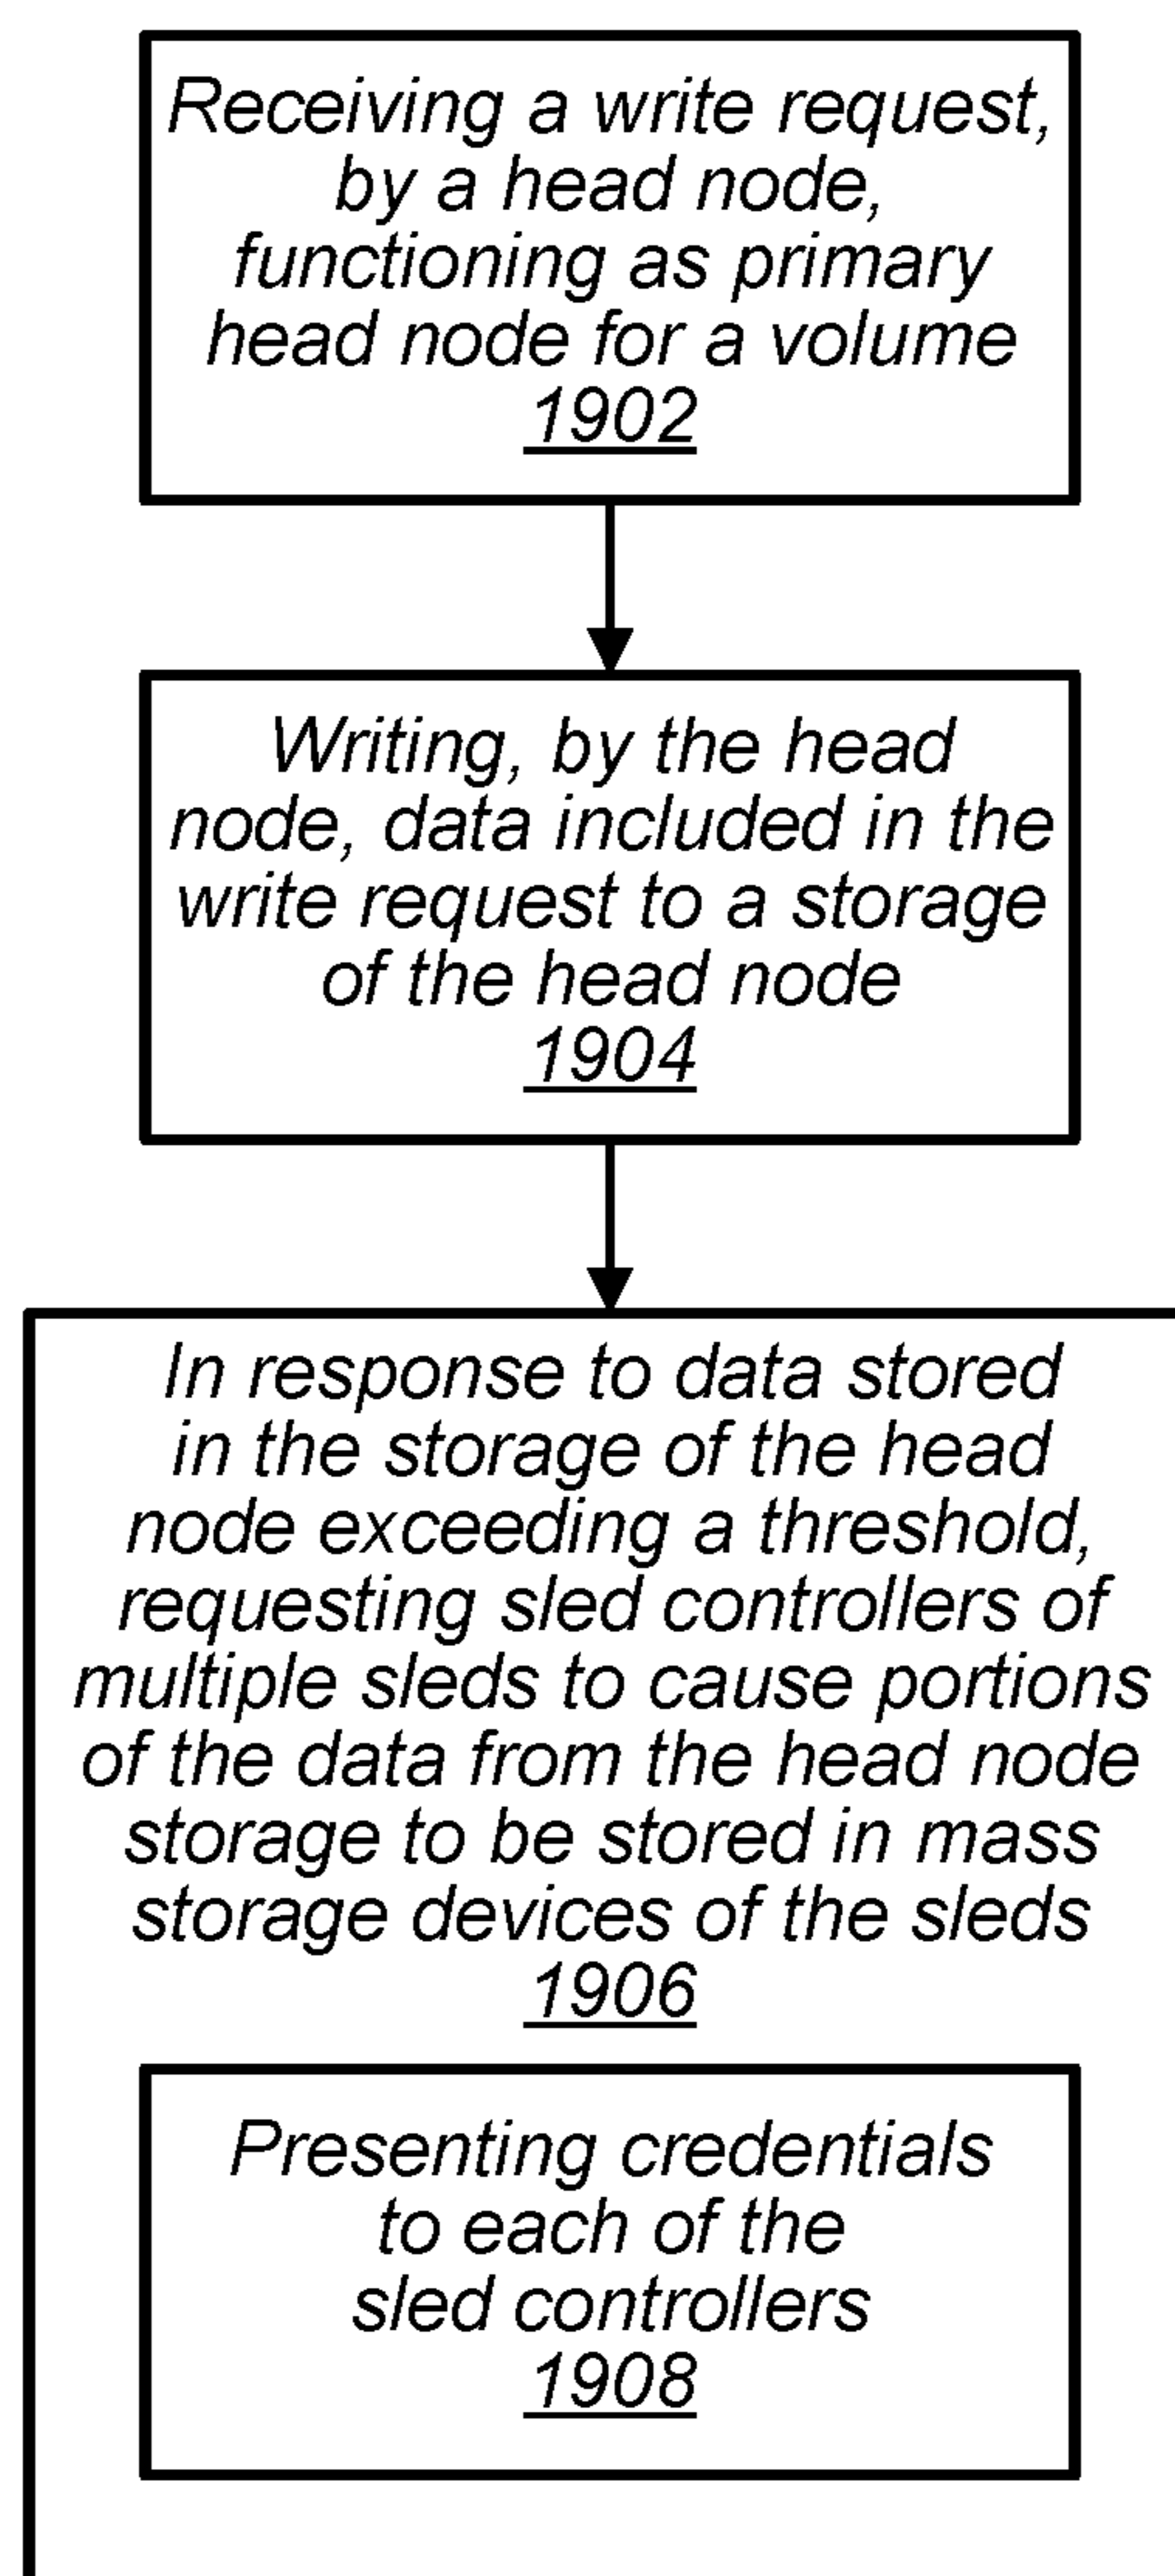 Receiving a write request,
by a head node,
functioning as primary
head node for a volume
1902
Writing, by the head
node, data included in the
write request to a storage
of the head node
1904
In response to data stored
in the storage of the head
node exceeding a threshold,
requesting sled controllers of
multiple sleds to cause portions
of the data from the head node
storage to be stored in mass
storage devices of the sleds
1906
Presenting credentials
to each of the
sled controllers
1908